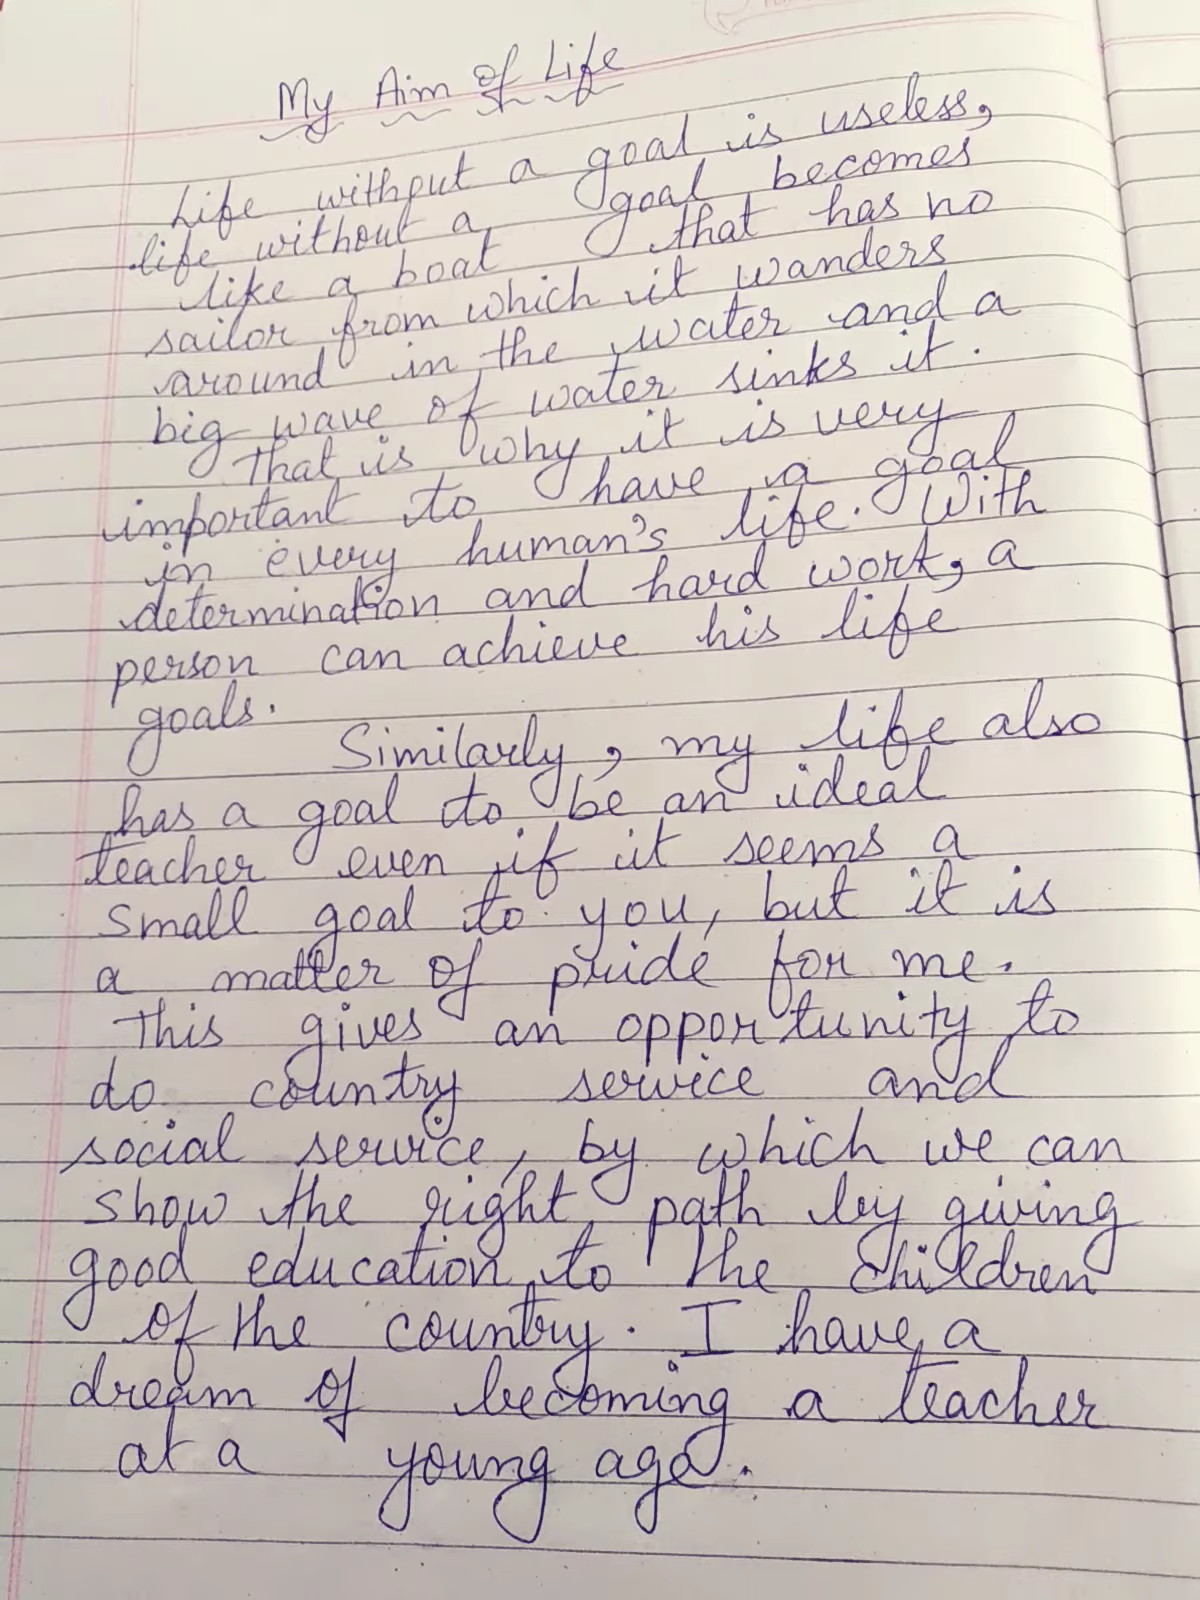 My Aim of Life
Life without a goal is useless,
life without a goal becomes
like a boat that has no
sailor from which it wanders
around in the water and a
big wave of water sinks it.
That is why it is very
important to have a goal
in every human's life. With
determination and hard work, a
person can achieve his life
goals.
Similarly, my life also
has a goal to be an ideal
teacher even if it seems a
small goal to you, but it is
a matter of pride for me.
This gives an opportunity to
do country service and
social service, by which we can
show the right path by giving
good education to the children
of the country. I have a
dream of becoming a teacher
at a young age.